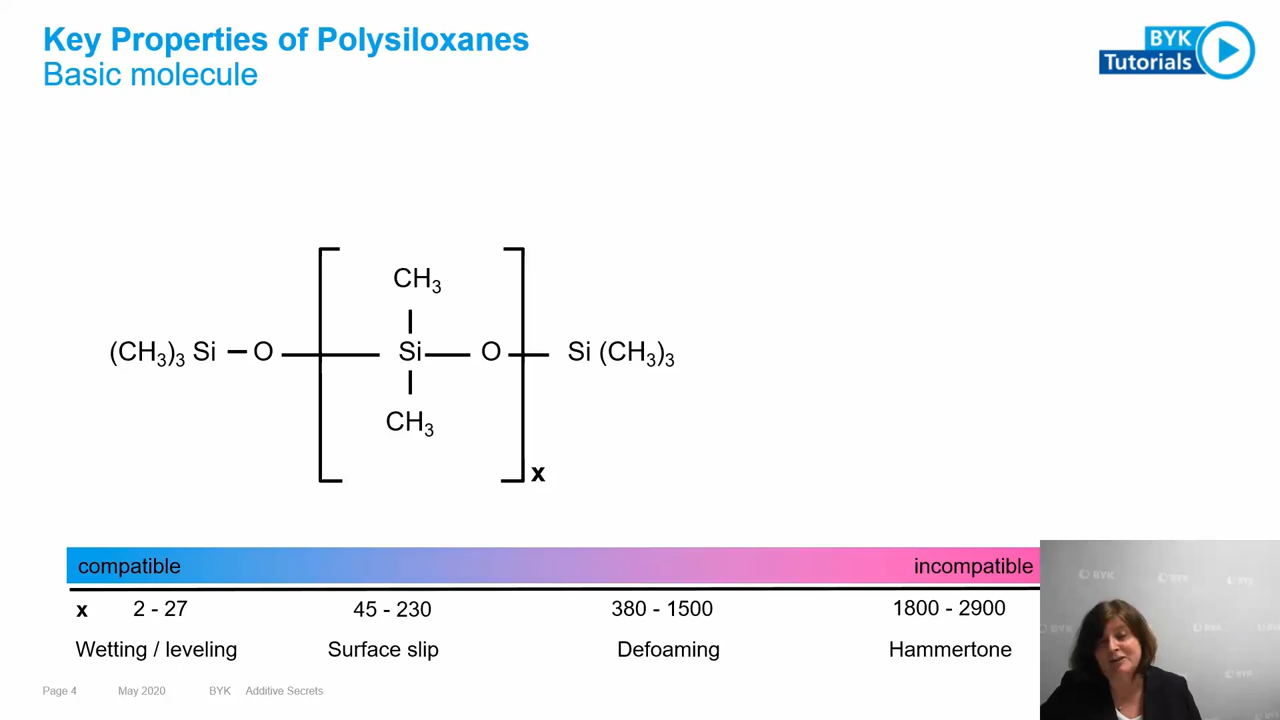 Key Properties of Polysiloxanes
Basic molecule
BYK
Tutorials
CH₃
(CH₃)₃ Si – O – Si – O – Si (CH₃)₃
CH₃
x
compatible incompatible
x 2 - 27 45 - 230 380 - 1500 1800 - 2900
Wetting / leveling Surface slip Defoaming Hammertone
Page 4 May 2020 BYK Additive Secrets
BYK